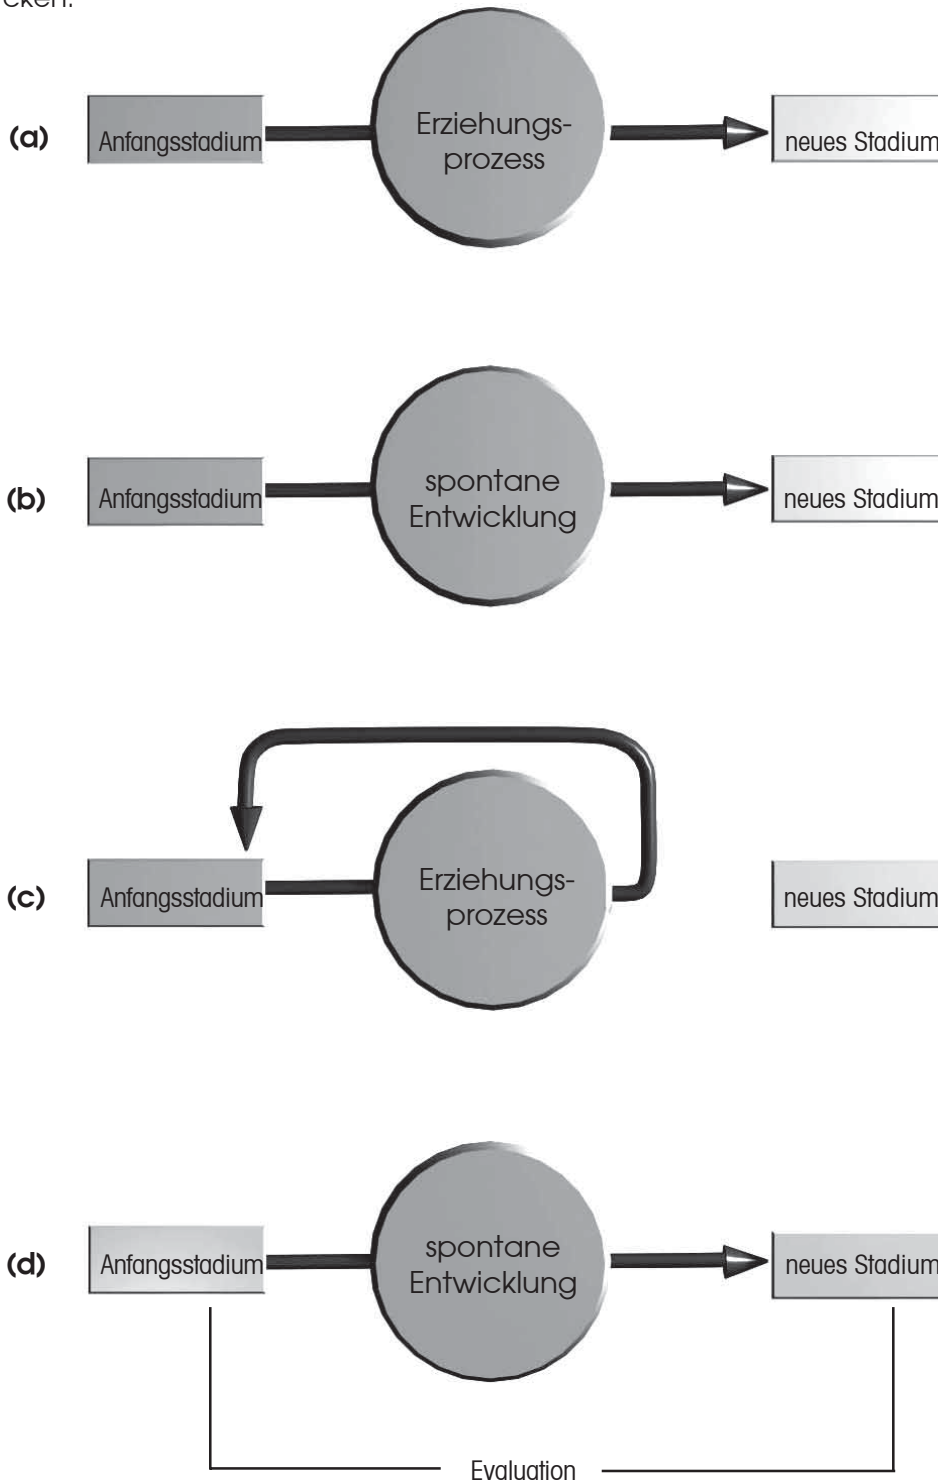 (a)
Anfangsstadium
Erziehungs-
prozess
neues Stadium
(b)
Anfangsstadium
spontane
Entwicklung
neues Stadium
(c)
Anfangsstadium
Erziehungs-
prozess
neues Stadium
(d)
Anfangsstadium
spontane
Entwicklung
neues Stadium
Evaluation